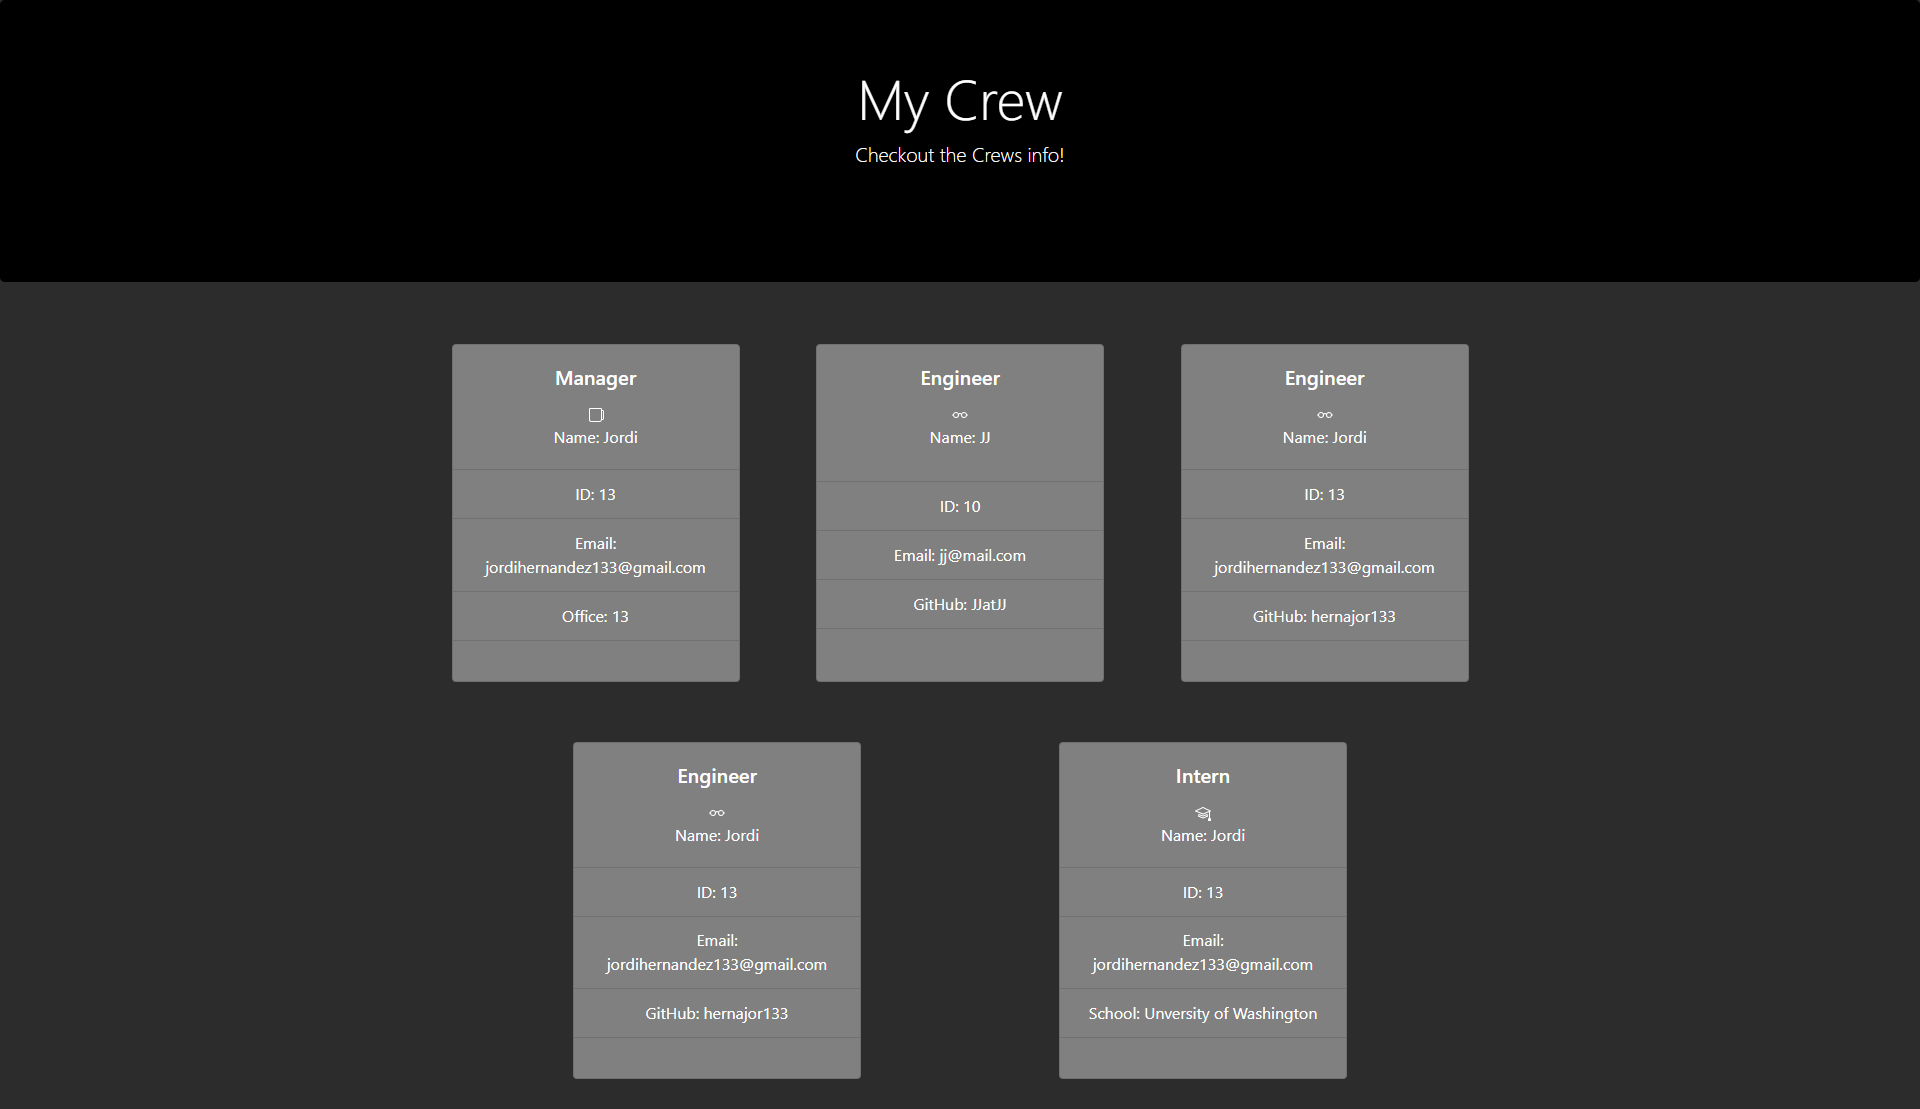 My Crew
Checkout the Crews info!
Manager
Name: Jordi
ID: 13
Email:
jordihernandez133@gmail.com
Office: 13
Engineer
Name: JJ
ID: 10
Email: jj@mail.com
GitHub: JJatJJ
Engineer
Name: Jordi
ID: 13
Email:
jordihernandez133@gmail.com
GitHub: hernajor133
Engineer
Name: Jordi
ID: 13
Email:
jordihernandez133@gmail.com
GitHub: hernajor133
Intern
Name: Jordi
ID: 13
Email:
jordihernandez133@gmail.com
School: Unversity of Washington